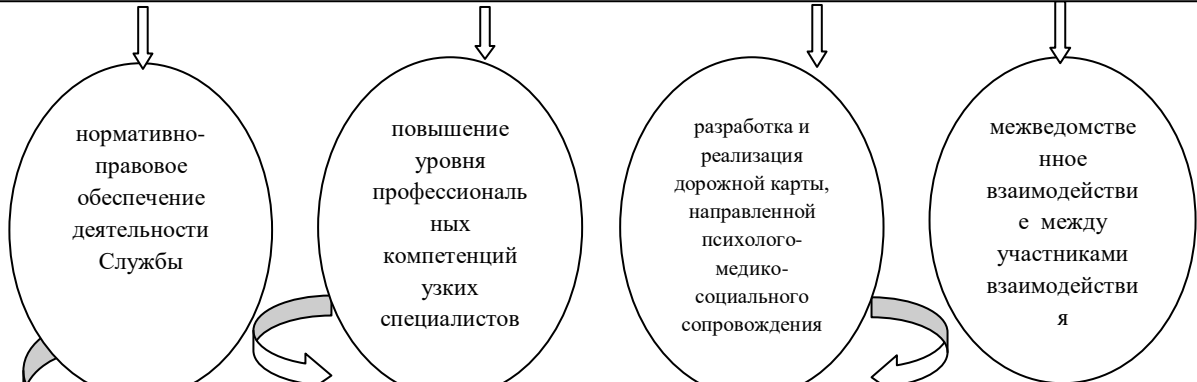 нормативно-
правовое
обеспечение
деятельности
Службы
повышение
уровня
профессиональ
ных
компетенций
узких
специалистов
разработка и
реализация
дорожной карты,
направленной
психолого-
медико-
социального
сопровождения
межведомстве
нное
взаимодействи
е между
участниками
взаимодействи
я